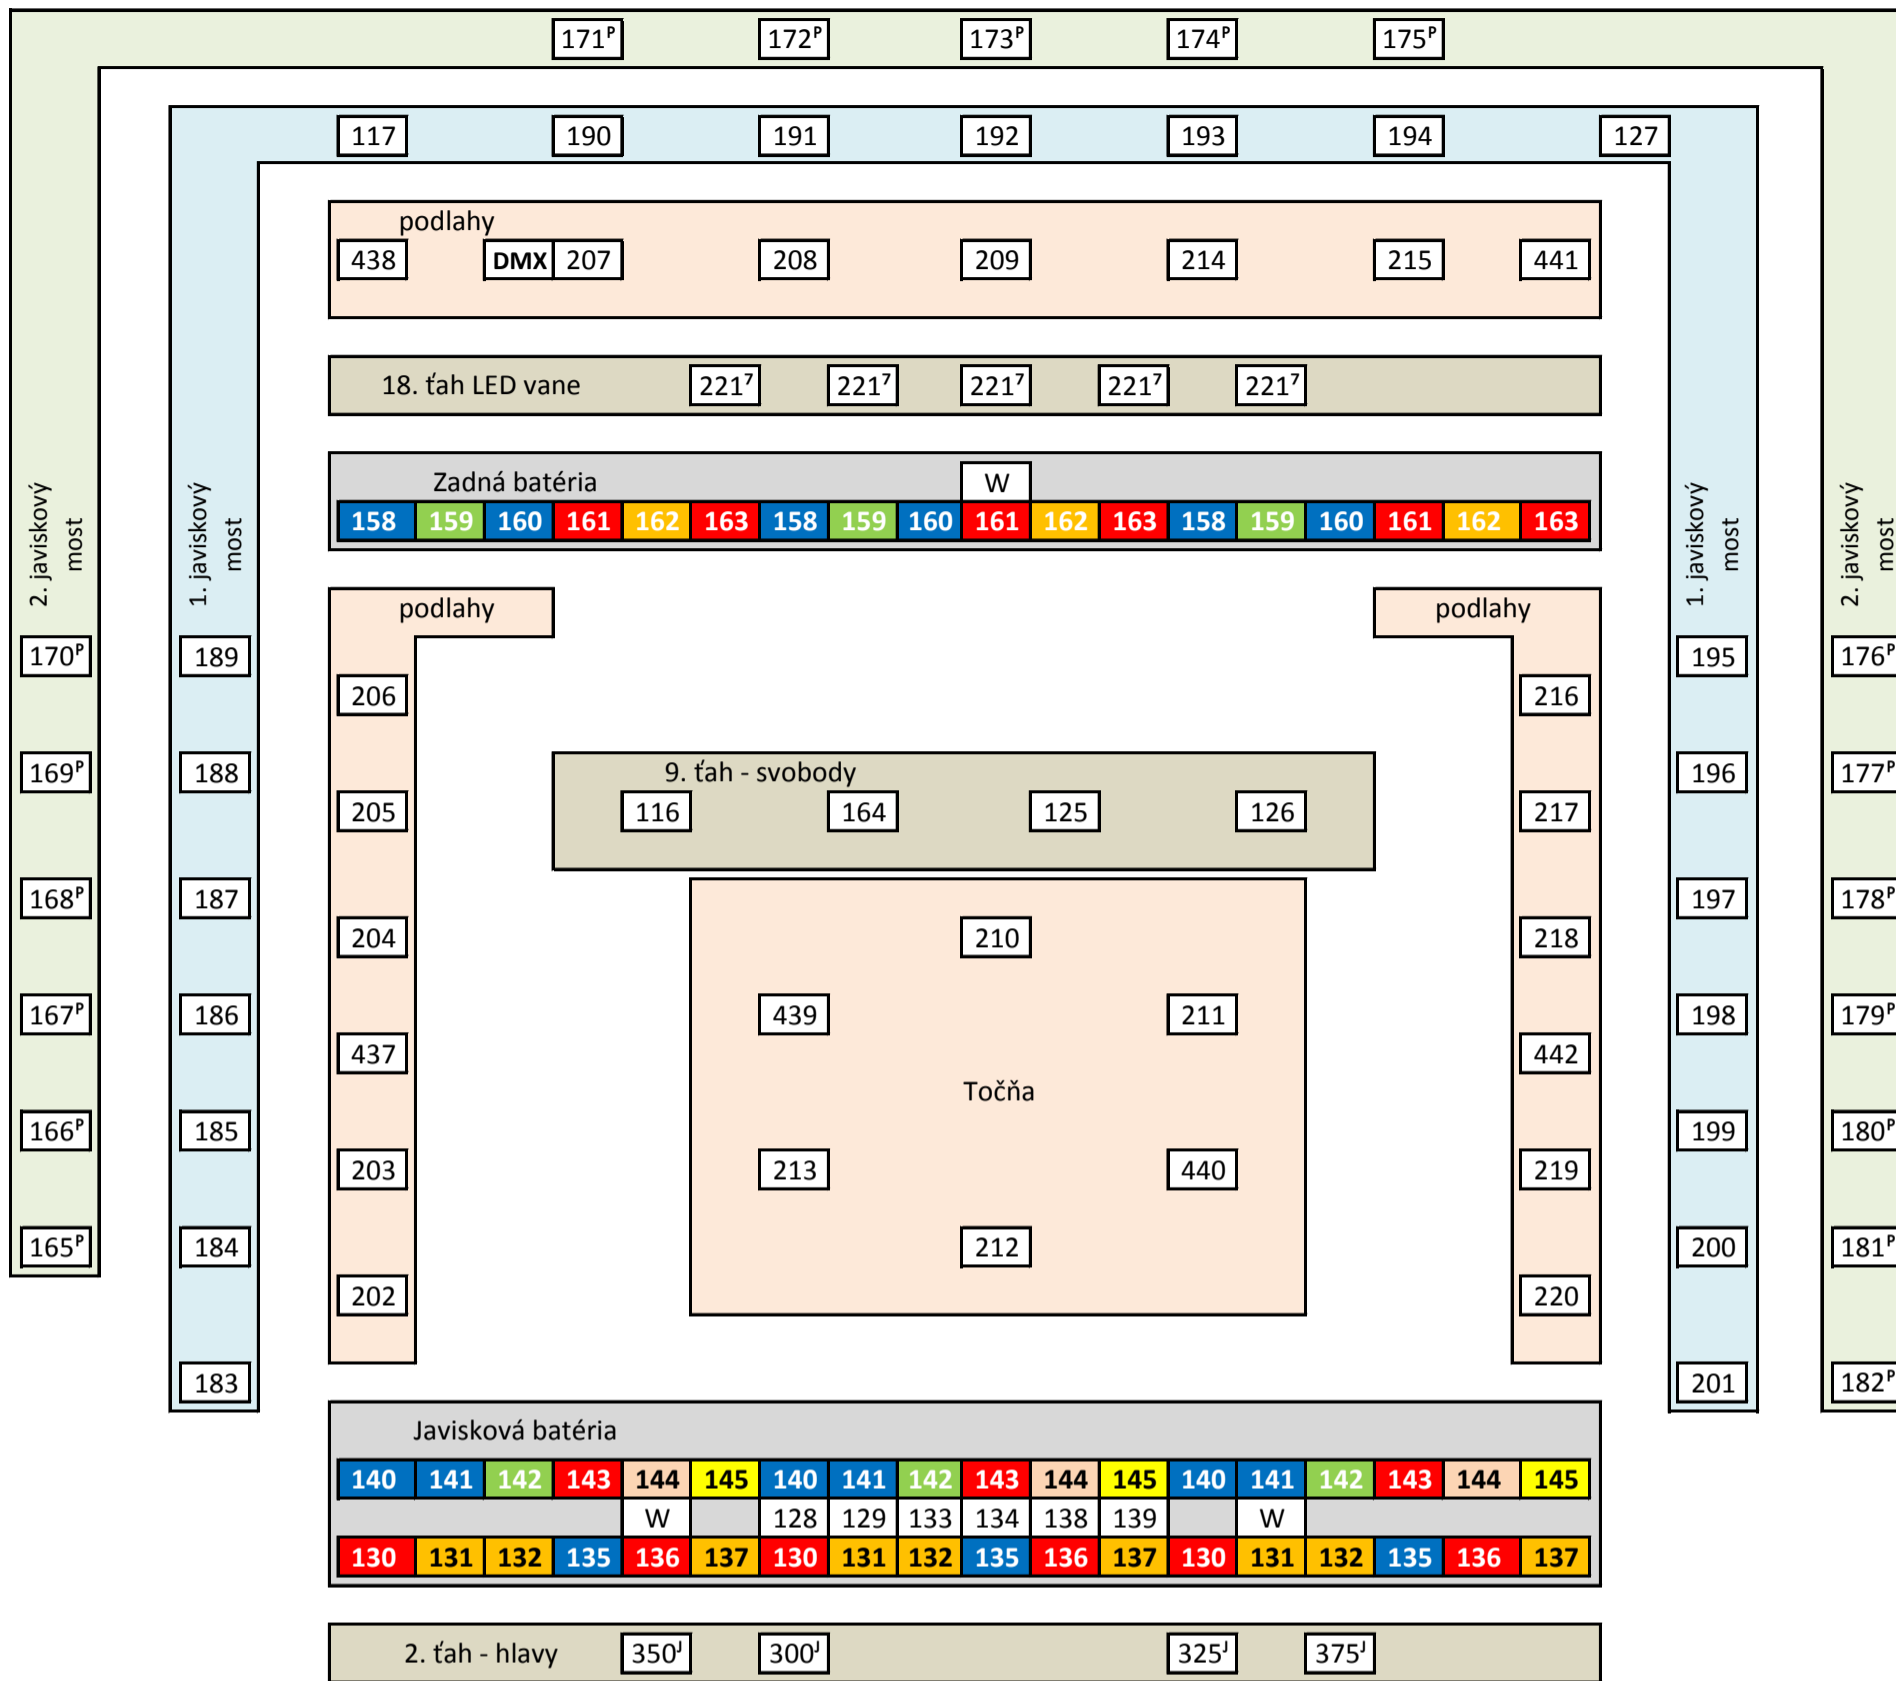 171ᴾ 172ᴾ 173ᴾ 174ᴾ 175ᴾ
117 190 191 192 193 194 127
podlahy
438 DMX 207 208 209 214 215 441
18. ťah LED vane 221⁷ 221⁷ 221⁷ 221⁷ 221⁷
Zadná batéria W
158 159 160 161 162 163 158 159 160 161 162 163 158 159 160 161 162 163
2. javiskový
most
1. javiskový
most
1. javiskový
most
2. javiskový
most
podlahy podlahy
170ᴾ 189 195 176ᴾ
206 216
169ᴾ 188 9. ťah - svobody 196 177ᴾ
205 116 164 125 126 217
168ᴾ 187 197 178ᴾ
204 210 218
167ᴾ 186 439 211 198 179ᴾ
437 442
Točňa
166ᴾ 185 199 180ᴾ
203 213 440 219
165ᴾ 184 212 200 181ᴾ
202 220
183 201 182ᴾ
Javisková batéria
140 141 142 143 144 145 140 141 142 143 144 145 140 141 142 143 144 145
W 128 129 133 134 138 139 W
130 131 132 135 136 137 130 131 132 135 136 137 130 131 132 135 136 137
2. ťah - hlavy 350ᴶ 300ᴶ 325ᴶ 375ᴶ